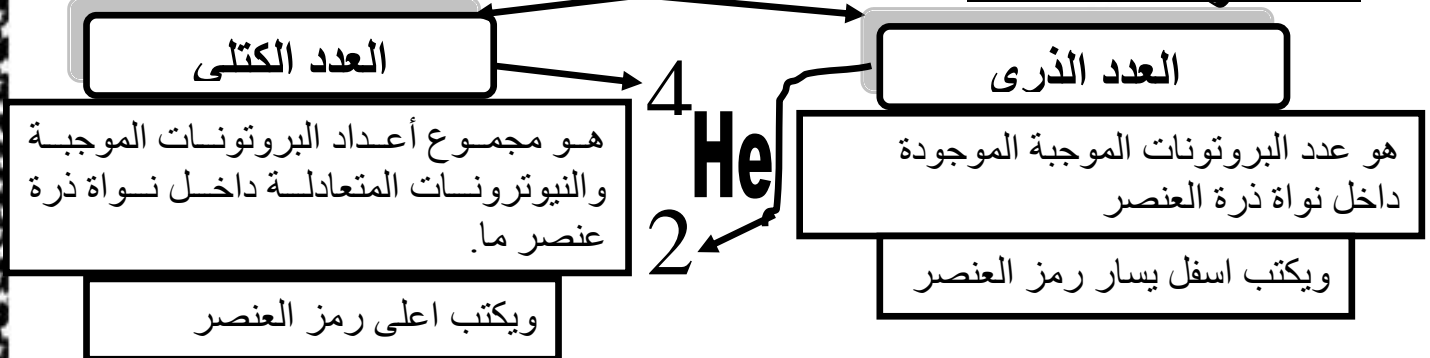 العدد الذرى
هو عدد البروتونات الموجبة الموجودة
داخل نواة ذرة العنصر
ويكتب اسفل يسار رمز العنصر
4
He
2
العدد الكتلى
هو مجموع أعداد البروتونات الموجبة
والنيوترونات المتعادلة داخل نواة ذرة
عنصر ما.
ويكتب اعلى رمز العنصر